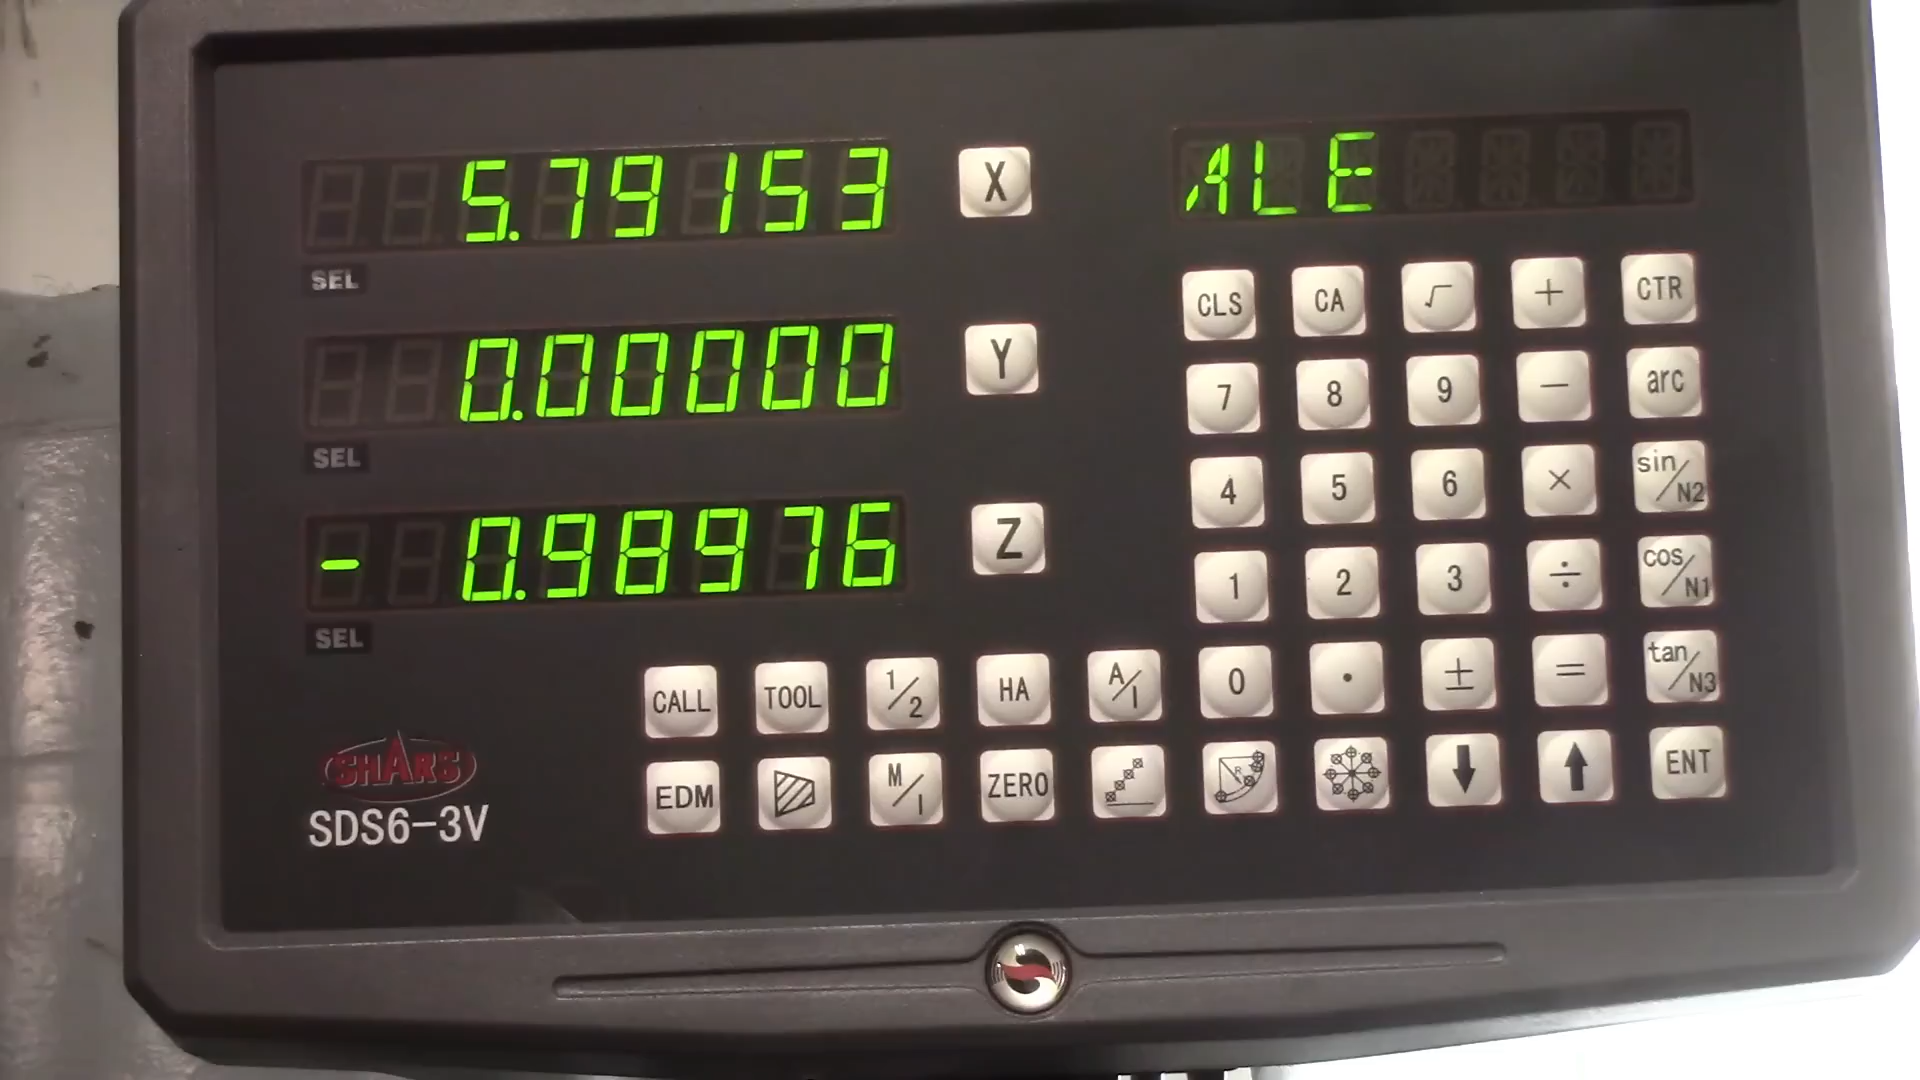 5.79153 X ALE
SEL
0.00000 Y
SEL
- 0.98976 Z
SEL
CLS CA √ + CTR
7 8 9 − arc
4 5 6 × sin/N2
1 2 3 ÷ cos/N1
CALL TOOL 1/2 HA A/I 0 . ± = tan/N3
EDM M/I ZERO R ENT
SHARS
SDS6-3V